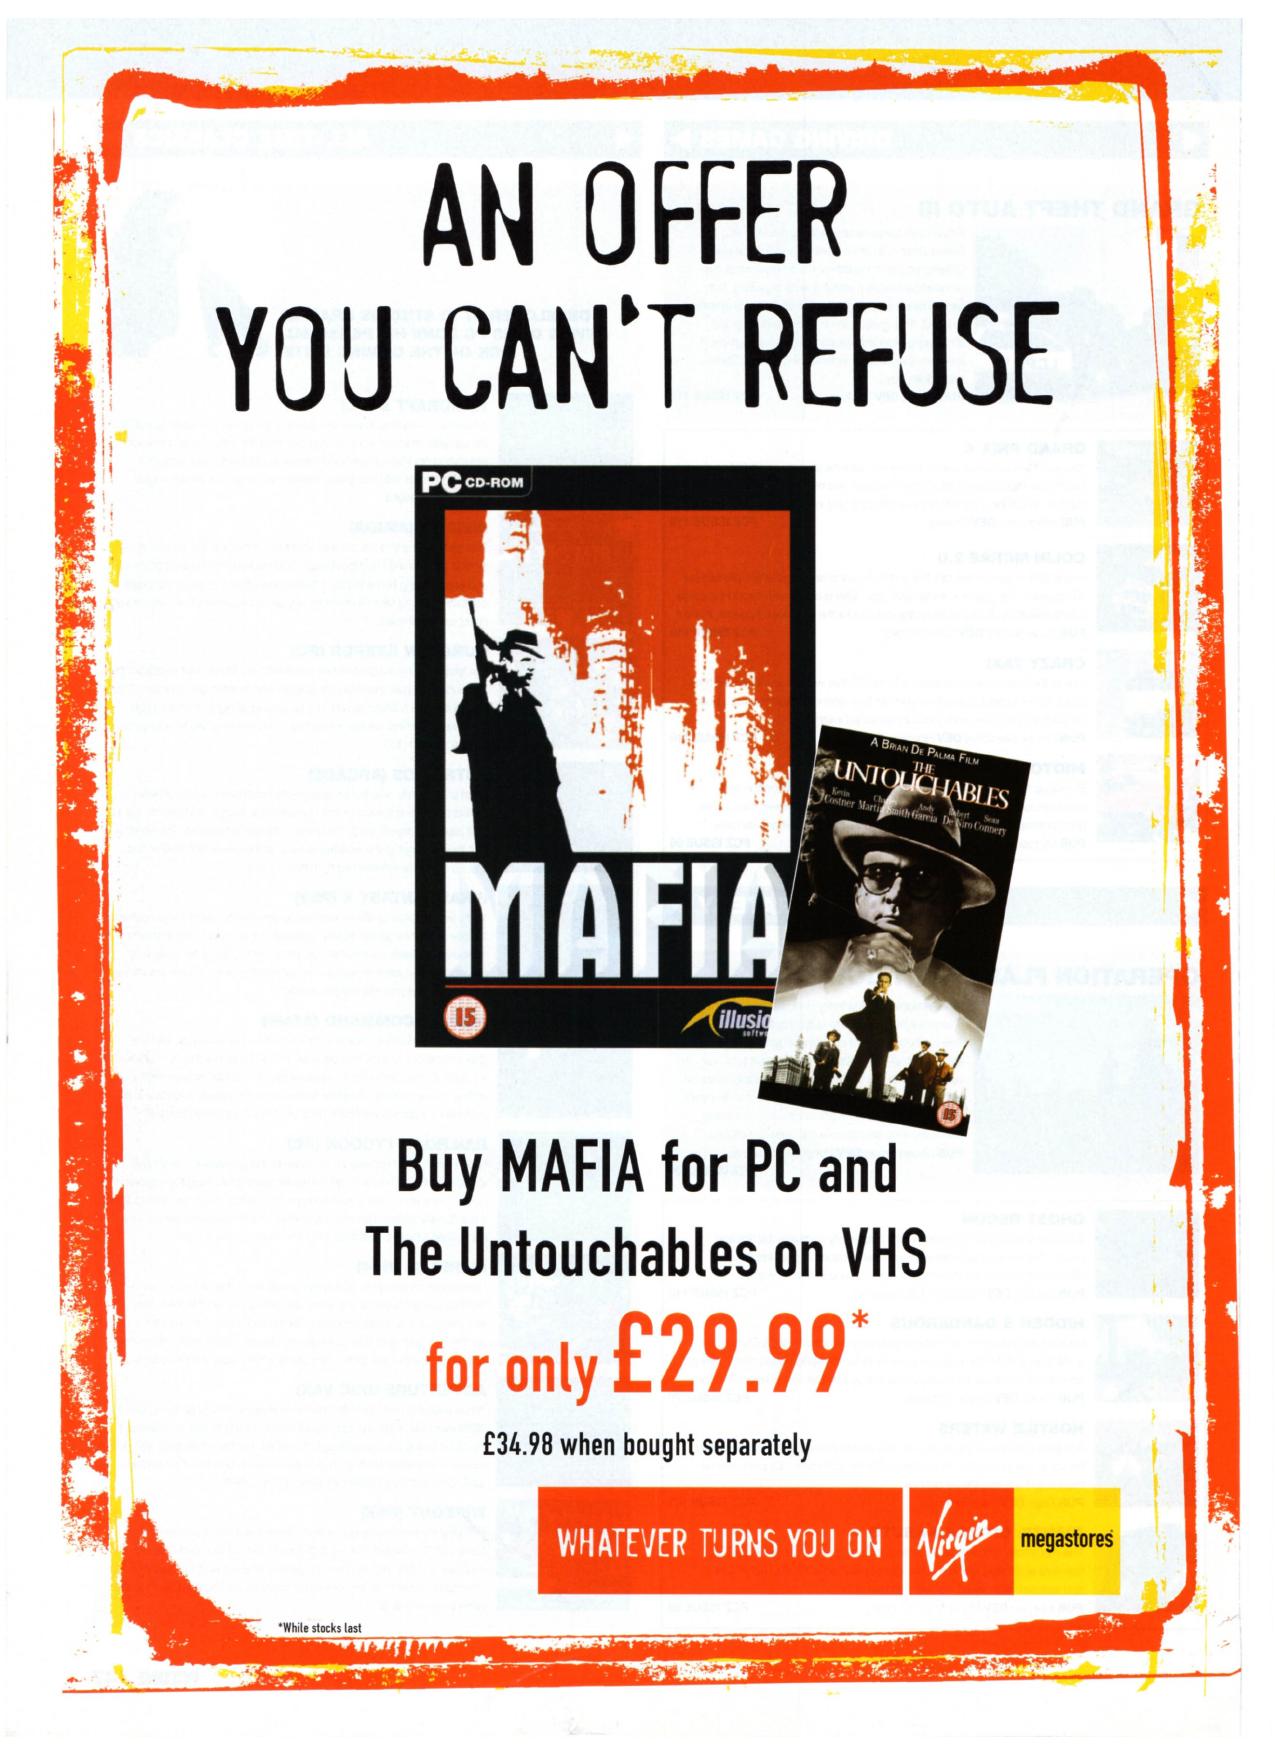 AN OFFER
YOU CAN'T REFUSE
PC CD-ROM
MAFIA
15
illusio
softw
A BRIAN DE PALMA FILM
THE
UNTOUCHABLES
Kevin Costner
Martin Smith
Andy Garcia
Robert De Niro
Sean Connery
15
Buy MAFIA for PC and
The Untouchables on VHS
for only £29.99*
£34.98 when bought separately
WHATEVER TURNS YOU ON
Virgin
megastores
*While stocks last